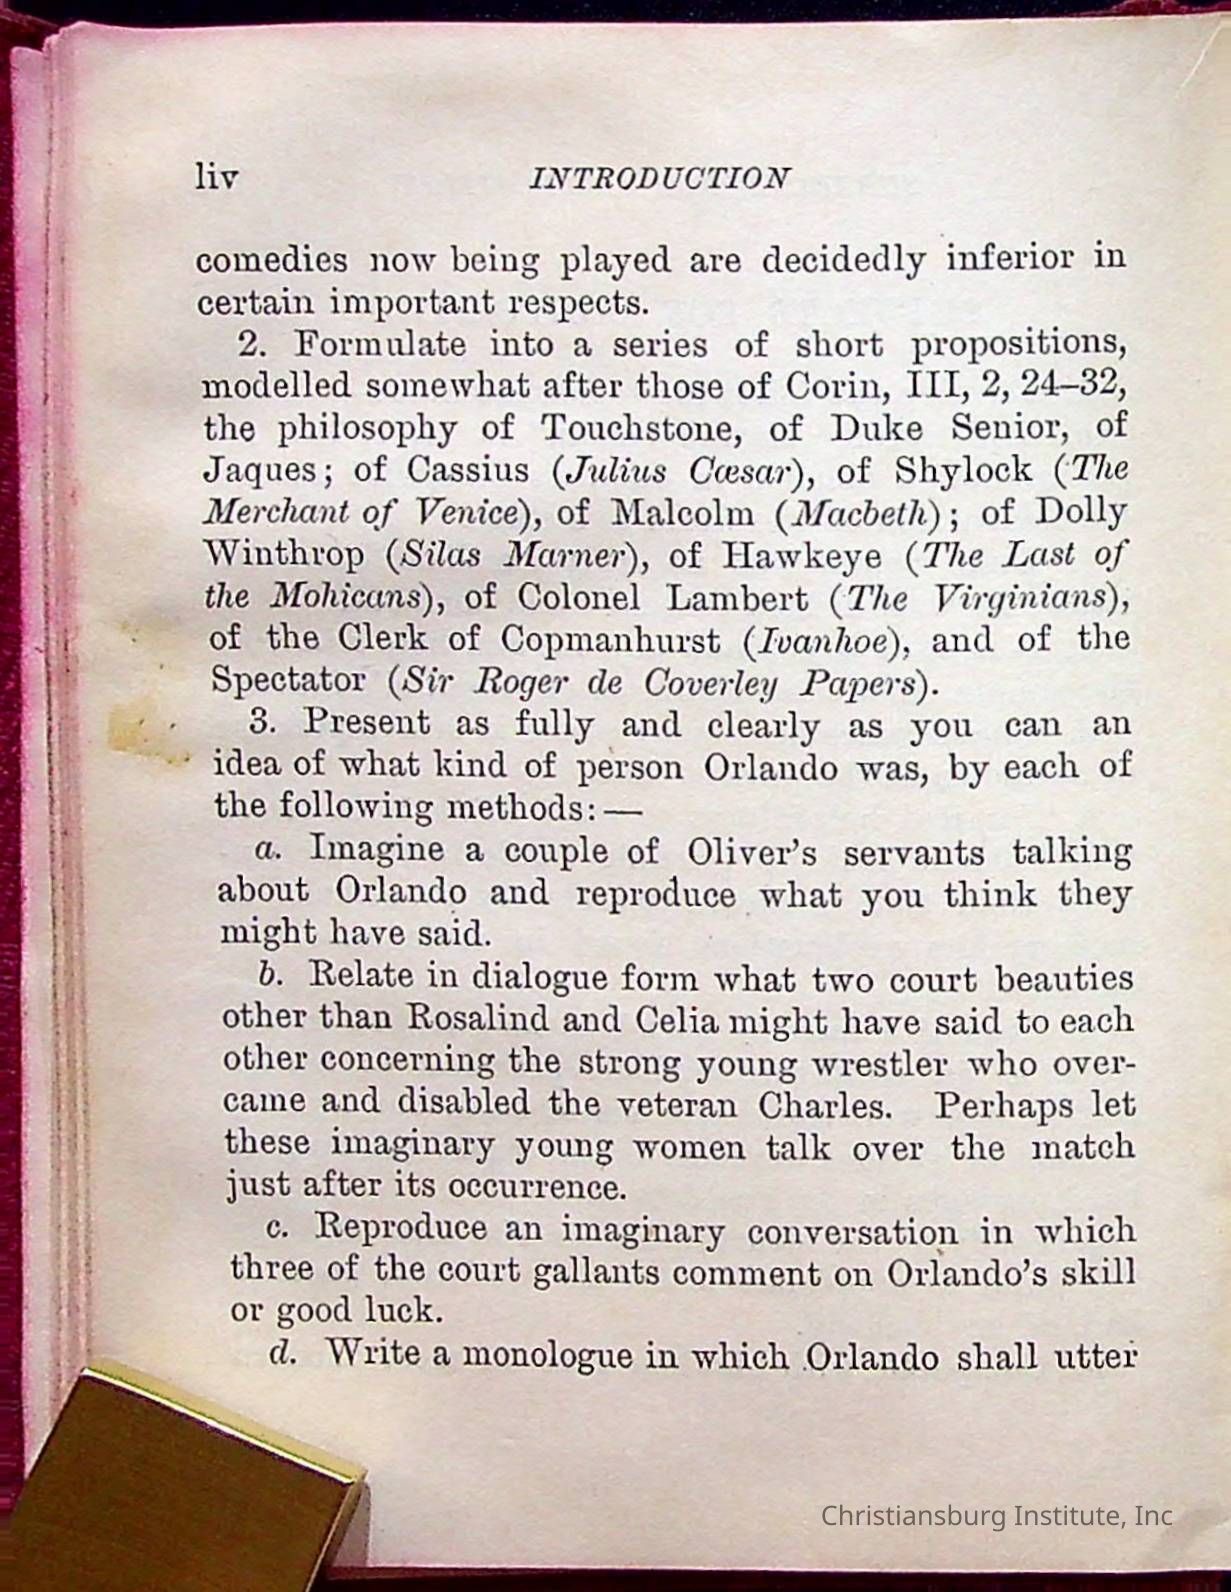 liv INTRODUCTION
comedies now being played are decidedly inferior in
certain important respects.
2. Formulate into a series of short propositions,
modelled somewhat after those of Corin, III, 2, 24–32,
the philosophy of Touchstone, of Duke Senior, of
Jaques; of Cassius (Julius Cæsar), of Shylock (The
Merchant of Venice), of Malcolm (Macbeth); of Dolly
Winthrop (Silas Marner), of Hawkeye (The Last of
the Mohicans), of Colonel Lambert (The Virginians),
of the Clerk of Copmanhurst (Ivanhoe), and of the
Spectator (Sir Roger de Coverley Papers).
3. Present as fully and clearly as you can an
idea of what kind of person Orlando was, by each of
the following methods:—
a. Imagine a couple of Oliver's servants talking
about Orlando and reproduce what you think they
might have said.
b. Relate in dialogue form what two court beauties
other than Rosalind and Celia might have said to each
other concerning the strong young wrestler who over-
came and disabled the veteran Charles. Perhaps let
these imaginary young women talk over the match
just after its occurrence.
c. Reproduce an imaginary conversation in which
three of the court gallants comment on Orlando's skill
or good luck.
d. Write a monologue in which Orlando shall utter
Christiansburg Institute, Inc